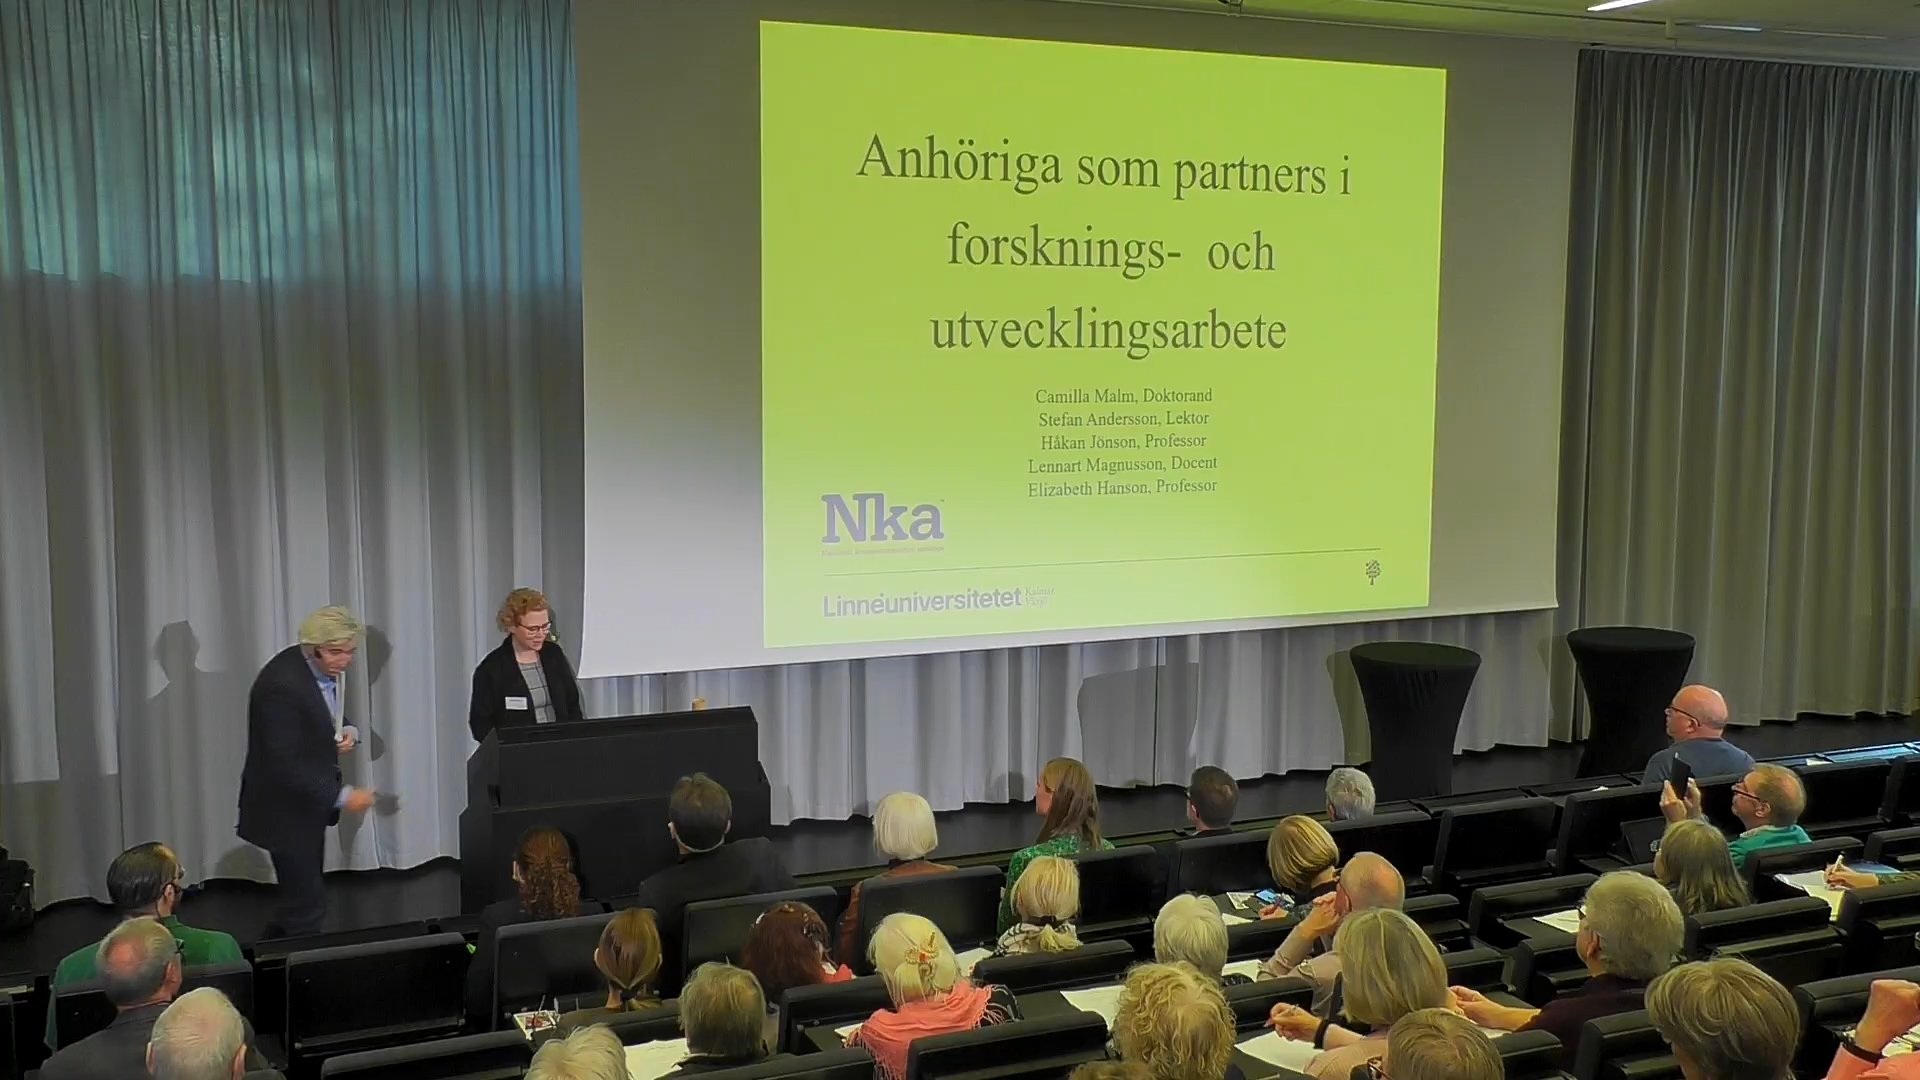 Anhöriga som partners i
forsknings- och
utvecklingsarbete
Camilla Malm, Doktorand
Stefan Andersson, Lektor
Håkan Jönson, Professor
Lennart Magnusson, Docent
Elizabeth Hanson, Professor
Nka
Linnéuniversitetet